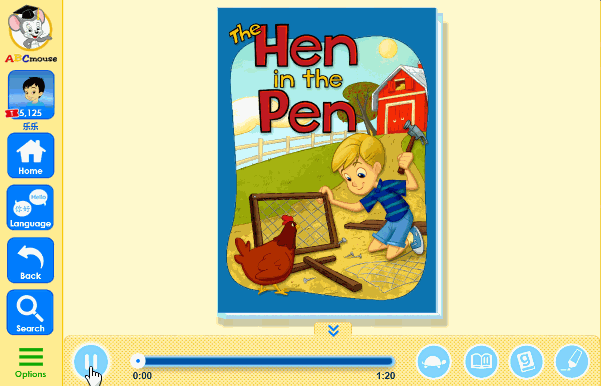 ABCmouse
The
Hen
in the
Pen
1
5,125
乐乐
Home
你好
Hello
Language
Back
Search
Options
0:00
1:20
g